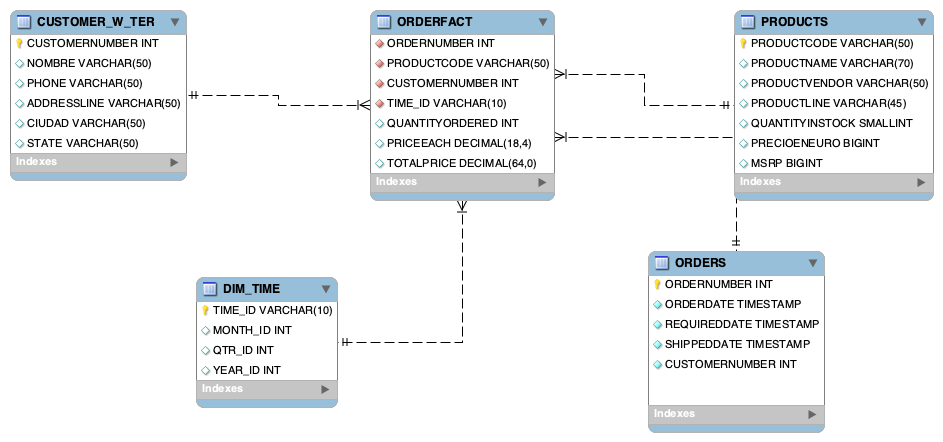 CUSTOMER_W_TER
CUSTOMERNUMBER INT
NOMBRE VARCHAR(50)
PHONE VARCHAR(50)
ADDRESSLINE VARCHAR(50)
CIUDAD VARCHAR(50)
STATE VARCHAR(50)
Indexes
ORDERFACT
ORDERNUMBER INT
PRODUCTCODE VARCHAR(50)
CUSTOMERNUMBER INT
TIME_ID VARCHAR(10)
QUANTITYORDERED INT
PRICEEACH DECIMAL(18,4)
TOTALPRICE DECIMAL(64,0)
Indexes
PRODUCTS
PRODUCTCODE VARCHAR(50)
PRODUCTNAME VARCHAR(70)
PRODUCTVENDOR VARCHAR(50)
PRODUCTLINE VARCHAR(45)
QUANTITYINSTOCK SMALLINT
PRECIOENEURO BIGINT
MSRP BIGINT
Indexes
DIM_TIME
TIME_ID VARCHAR(10)
MONTH_ID INT
QTR_ID INT
YEAR_ID INT
Indexes
ORDERS
ORDERNUMBER INT
ORDERDATE TIMESTAMP
REQUIREDDATE TIMESTAMP
SHIPPEDDATE TIMESTAMP
CUSTOMERNUMBER INT
Indexes